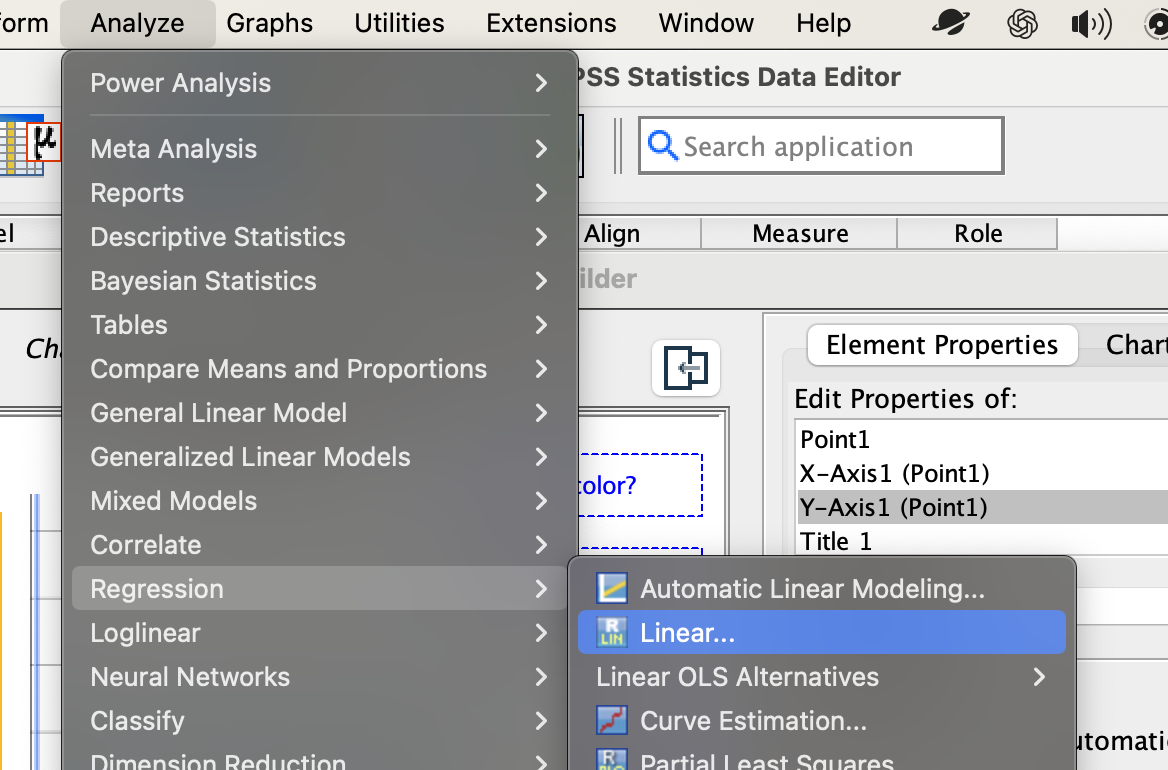 orm Analyze Graphs Utilities Extensions Window Help
Power Analysis
PSS Statistics Data Editor
μ
Search application
Meta Analysis
Reports
Descriptive Statistics
el Align Measure Role
Bayesian Statistics
ilder
Tables
Ch
Element Properties Chart
Compare Means and Proportions
Edit Properties of:
General Linear Model
Point1
Generalized Linear Models
X-Axis1 (Point1)
color?
Mixed Models
Y-Axis1 (Point1)
Correlate
Title 1
Regression
Automatic Linear Modeling...
Loglinear
R LIN Linear...
Neural Networks
Linear OLS Alternatives
Classify
Curve Estimation...
utomati
Dimension Reduction
Partial Least Squares